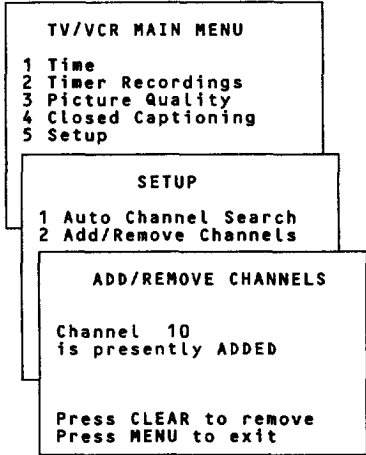 TV/VCR MAIN MENU
1 Time
2 Timer Recordings
3 Picture Quality
4 Closed Captioning
5 Setup
SETUP
1 Auto Channel Search
2 Add/Remove Channels
ADD/REMOVE CHANNELS
Channel 10
is presently ADDED
Press CLEAR to remove
Press MENU to exit